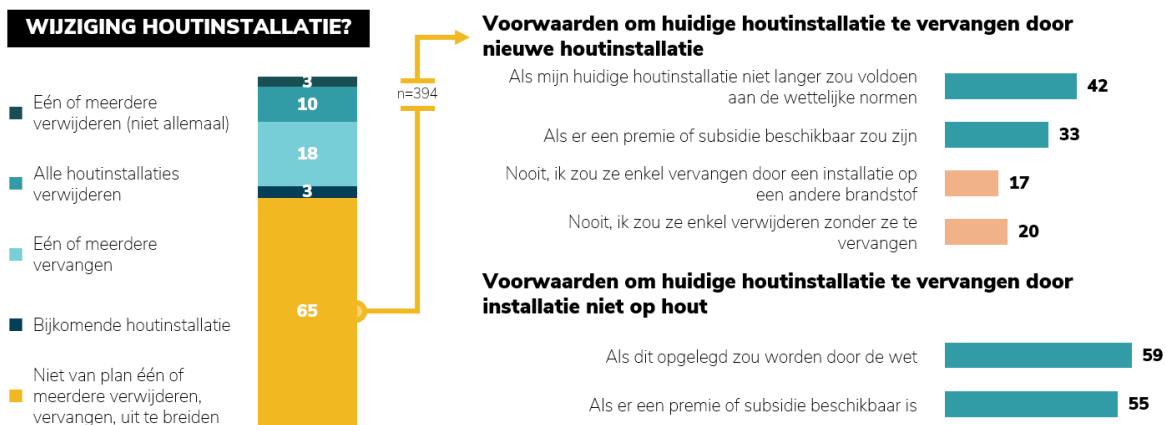 WIJZIGING HOUTINSTALLATIE?
3
10
18
3
65
Eén of meerdere
verwijderen (niet allemaal)
Alle houtinstallaties
verwijderen
Eén of meerdere
vervangen
Bijkomende houtinstallatie
Niet van plan één of
meerdere verwijderen,
vervangen, uit te breiden
n=394
Voorwaarden om huidige houtinstallatie te vervangen door
nieuwe houtinstallatie
Als mijn huidige houtinstallatie niet langer zou voldoen
aan de wettelijke normen
42
Als er een premie of subsidie beschikbaar zou zijn
33
Nooit, ik zou ze enkel vervangen door een installatie op
een andere brandstof
17
Nooit, ik zou ze enkel verwijderen zonder ze te
vervangen
20
Voorwaarden om huidige houtinstallatie te vervangen door
installatie niet op hout
Als dit opgelegd zou worden door de wet
59
Als er een premie of subsidie beschikbaar is
55